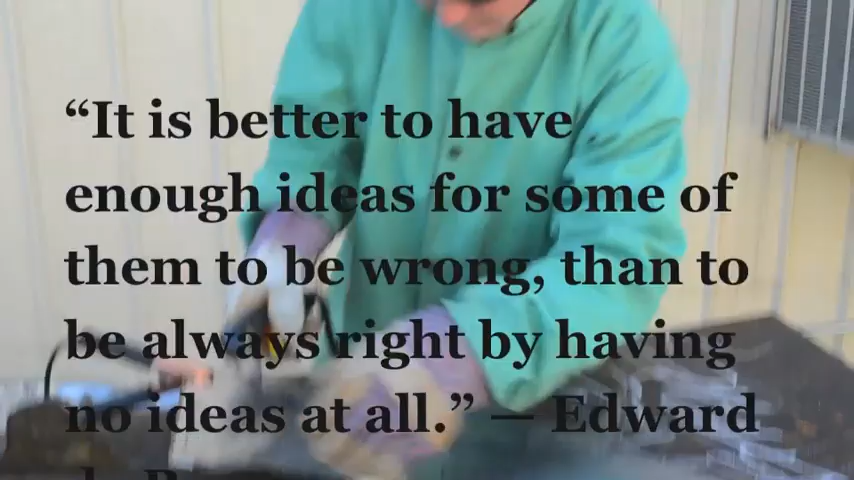 “It is better to have
enough ideas for some of
them to be wrong, than to
be always right by having
no ideas at all.” — Edward